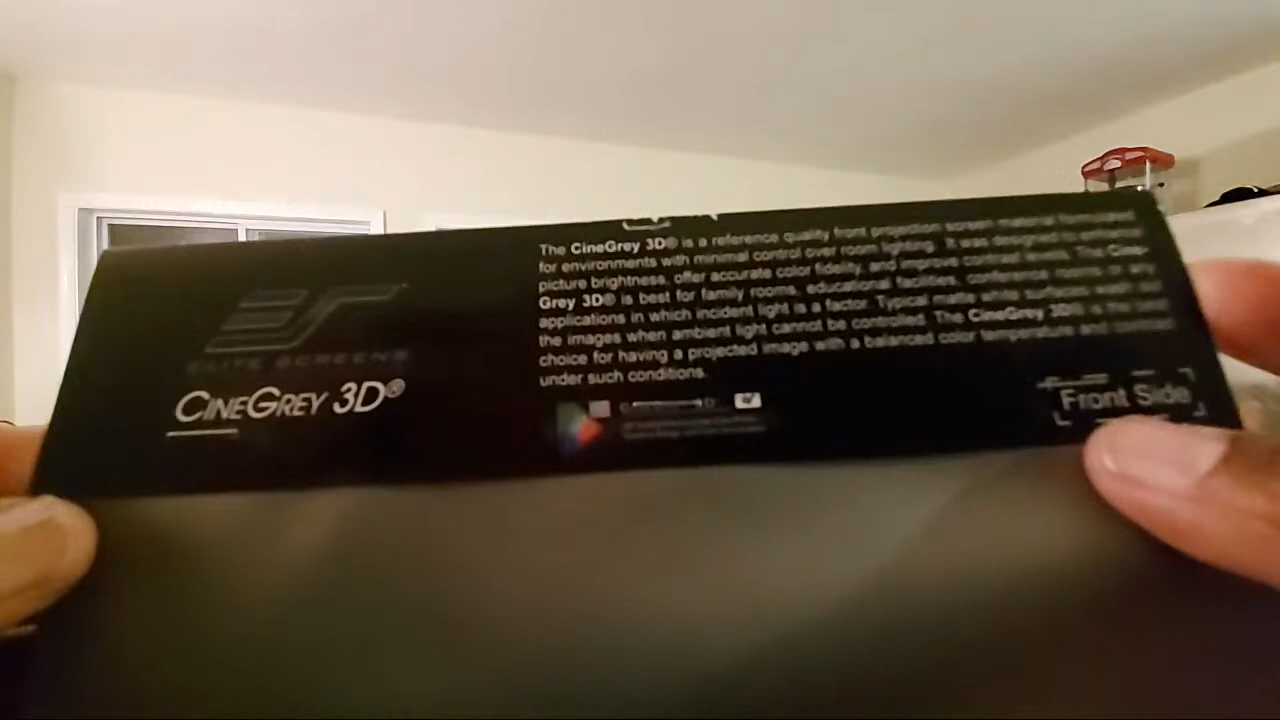 ELITE SCREENS
CINEGREY 3D®
The CineGrey 3D® is a reference quality front projection screen material formulated
for environments with minimal control over room lighting. It was designed to enhance
picture brightness, offer accurate color fidelity, and improve contrast levels. The Cine-
Grey 3D® is best for family rooms, educational facilities, conference rooms or any
applications in which incident light is a factor. Typical matte white surfaces
the images when ambient light cannot be controlled. The CineGrey 3D® is the best
choice for having a projected image with a balanced color temperature and
under such conditions.
Front Side